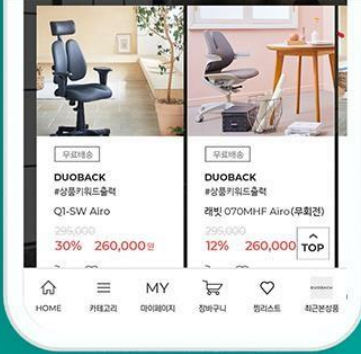 무료배송
DUOBACK
#상품키워드출력
Q1-SW Airo
295,000
30% 260,000원
무료배송
DUOBACK
#상품키워드출력
래빗 070MHF Airo(무회전)
295,000
12% 260,000
TOP
HOME
카테고리
MY
마이페이지
장바구니
찜리스트
DUOBACK
최근본상품